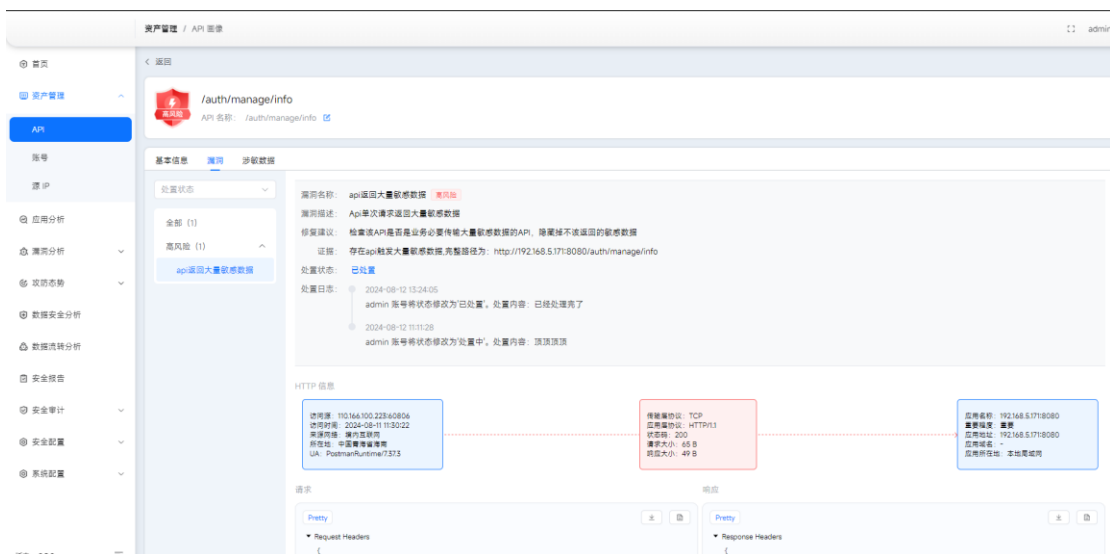 资产管理 / API 画像
admin
首页
资产管理
API
账号
源 IP
应用分析
漏洞分析
攻防态势
数据安全分析
数据流转分析
安全报告
安全审计
安全配置
系统配置
< 返回
高风险
/auth/manage/info
API 名称: /auth/manage/info
基本信息 漏洞 涉敏数据
处置状态
全部 (1)
高风险 (1)
api返回大量敏感数据
漏洞名称: api返回大量敏感数据 高风险
漏洞描述: Api单次请求返回大量敏感数据
修复建议: 检查该API是否是业务必要传输大量敏感数据的API, 隐藏掉不该返回的敏感数据
证据: 存在api触发大量敏感数据,完整路径为: http://192.168.5.171:8080/auth/manage/info
处置状态: 已处置
处置日志: 2024-08-12 13:24:05
admin 账号将状态修改为'已处置'。处置内容: 已经处理完了
2024-08-12 11:11:28
admin 账号将状态修改为'处置中'。处置内容: 顶顶顶顶
HTTP 信息
访问源: 110.166.100.223:60806
访问时间: 2024-08-11 11:30:22
来源网络: 境内互联网
所在地: 中国青海省海南
UA: PostmanRuntime/7.37.3
传输层协议: TCP
应用层协议: HTTP/1.1
状态码: 200
请求大小: 65 B
响应大小: 49 B
应用名称: 192.168.5.171:8080
重要程度: 重要
应用地址: 192.168.5.171:8080
应用域名: -
应用所在地: 本地局域网
请求
Pretty
Request Headers
{
响应
Pretty
Response Headers
{